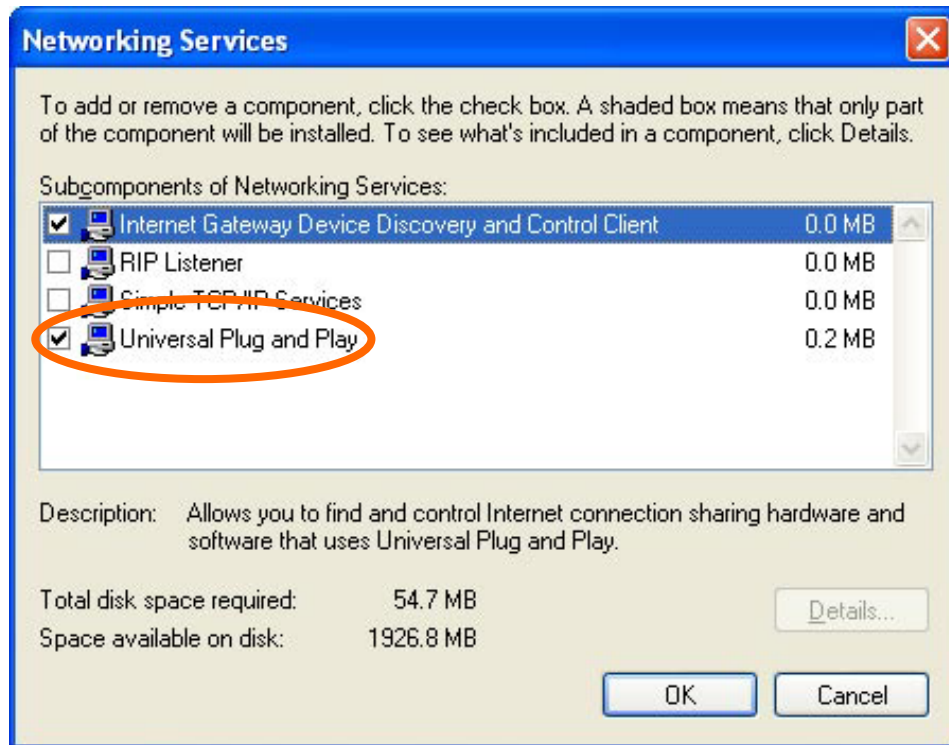 Networking Services
To add or remove a component, click the check box. A shaded box means that only part
of the component will be installed. To see what's included in a component, click Details.
Subcomponents of Networking Services:
Internet Gateway Device Discovery and Control Client 0.0 MB
RIP Listener 0.0 MB
Simple TCP/IP Services 0.0 MB
Universal Plug and Play 0.2 MB
Description: Allows you to find and control Internet connection sharing hardware and
software that uses Universal Plug and Play.
Total disk space required: 54.7 MB
Space available on disk: 1926.8 MB
Details...
OK Cancel